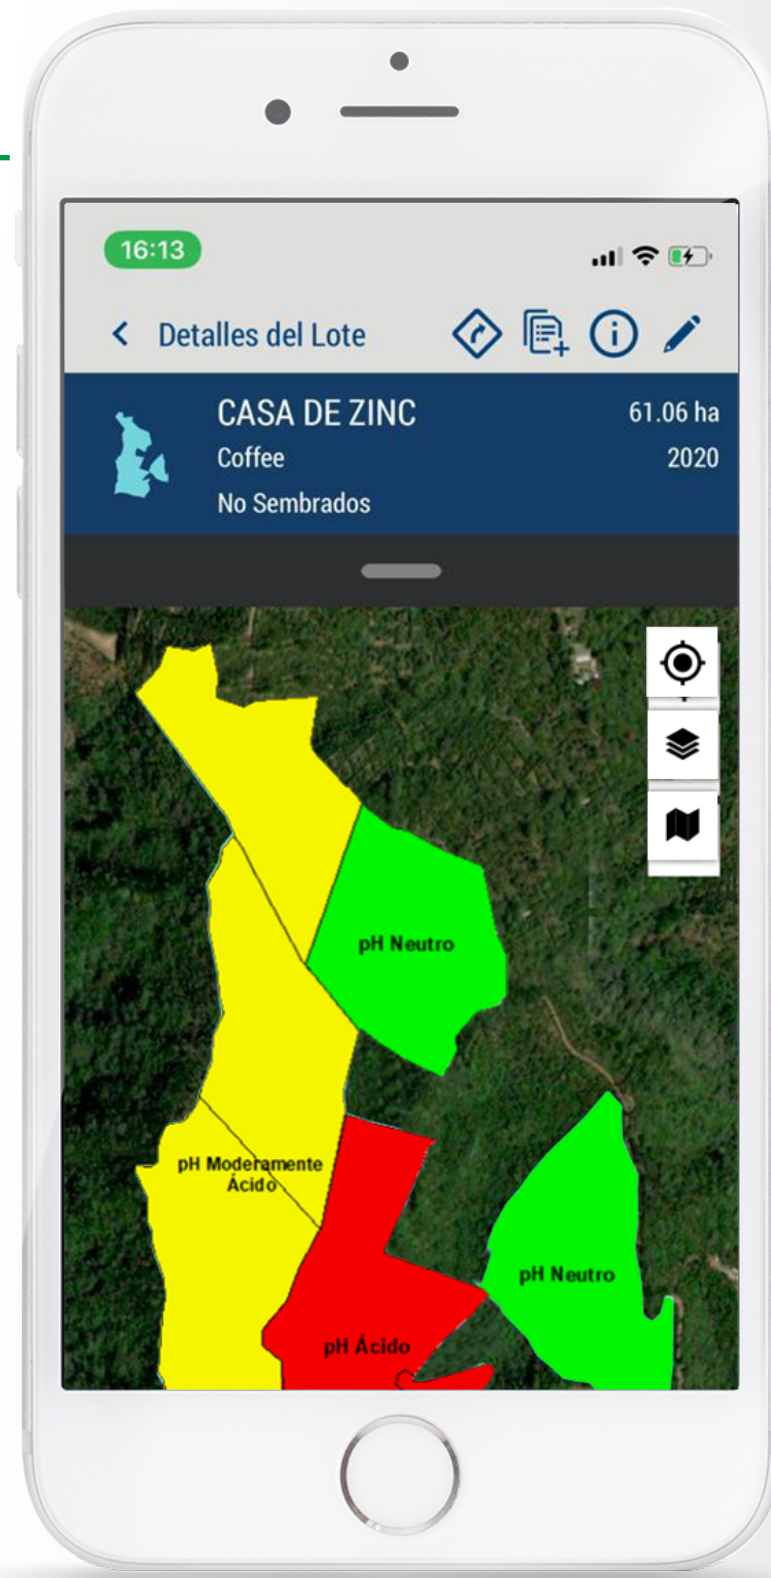 16:13
Detalles del Lote
CASA DE ZINC
61.06 ha
Coffee
2020
No Sembrados
pH Neutro
pH Moderamente
Ácido
pH Neutro
pH Ácido